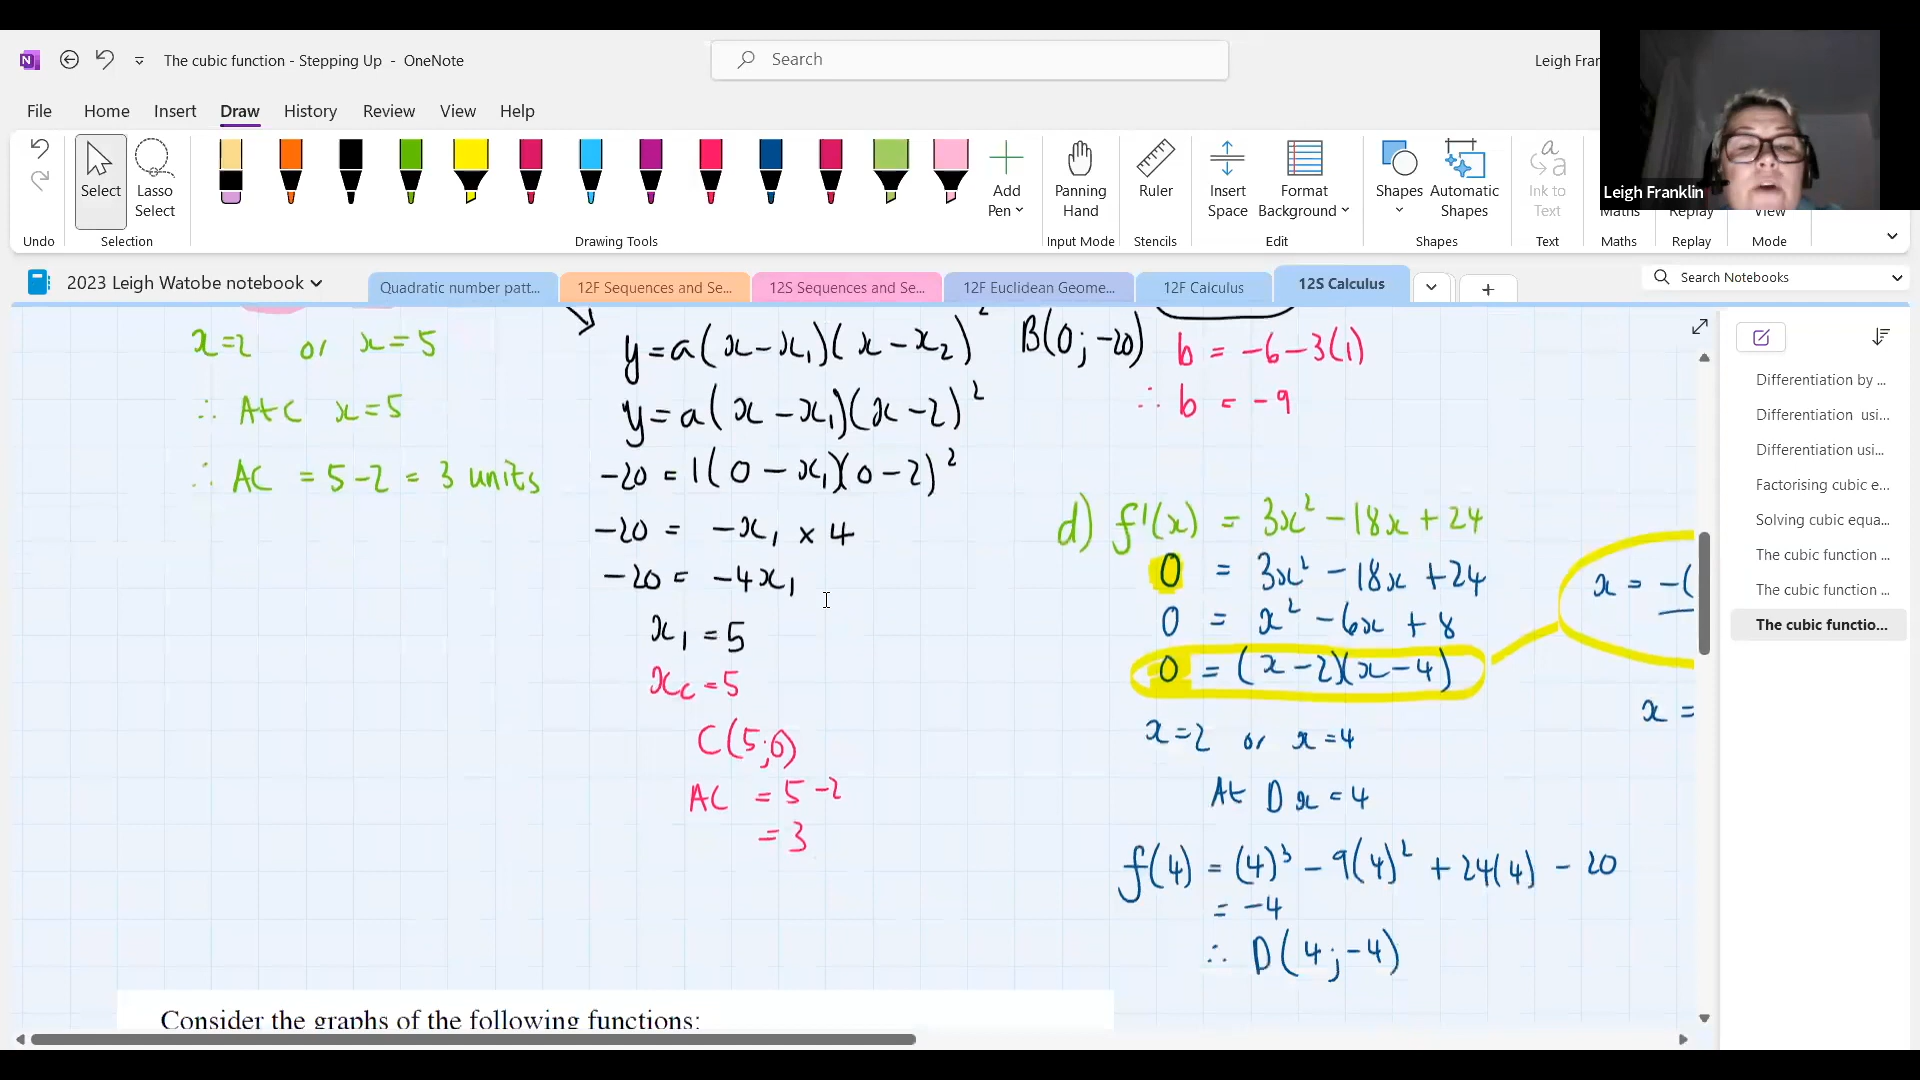 The cubic function - Stepping Up - OneNote
Search
Leigh Fran
Leigh Franklin
File Home Insert Draw History Review View Help
Select
Lasso Select
Add Pen
Panning Hand
Ruler
Insert Space
Format Background
Shapes
Automatic Shapes
Ink to Text
Maths
Replay
View
Undo
Selection
Drawing Tools
Input Mode
Stencils
Edit
Shapes
Text
Maths
Replay
Mode
2023 Leigh Watobe notebook
Quadratic number patt...
12F Sequences and Se...
12S Sequences and Se...
12F Euclidean Geome...
12F Calculus
12S Calculus
+
Search Notebooks
x=2 or x=5
∴ At C x=5
∴ AC = 5-2 = 3 units
y=a(x-x₁)(x-x₂)²
y=a(x-x₁)(x-2)²
-20 = 1(0-x₁)(0-2)²
-20 = -x₁ × 4
-20 = -4x₁
x₁ = 5
x_C = 5
C(5;0)
AC = 5-2
= 3
B(0;-20)
b = -6-3(1)
∴ b = -9
d) f'(x) = 3x² - 18x + 24
0 = 3x² - 18x + 24
0 = x² - 6x + 8
0 = (x-2)(x-4)
x=2 or x=4
At D x=4
f(4) = (4)³ - 9(4)² + 24(4) - 20
= -4
∴ D(4;-4)
x = -(
x =
Consider the graphs of the following functions:
Differentiation by ...
Differentiation usi...
Differentiation usi...
Factorising cubic e...
Solving cubic equa...
The cubic function ...
The cubic function ...
The cubic functio...